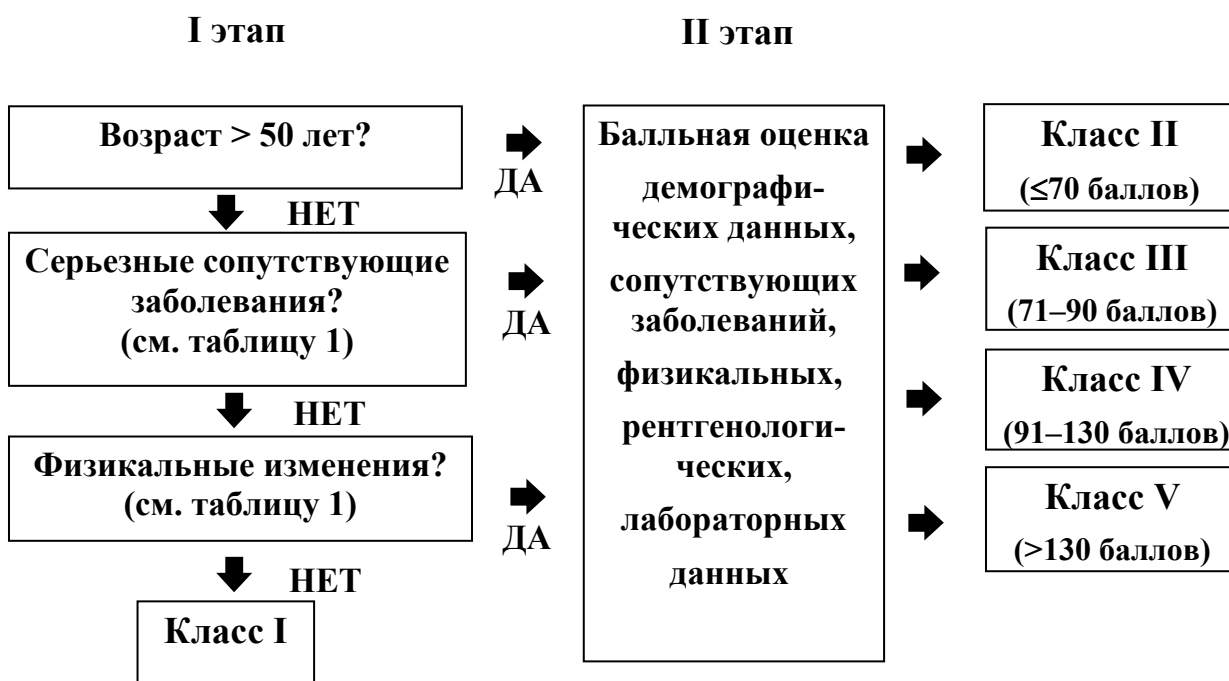 I этап
II этап
Возраст > 50 лет?
ДА
НЕТ
Серьезные сопутствующие
заболевания?
(см. таблицу 1)
ДА
НЕТ
Физикальные изменения?
(см. таблицу 1)
ДА
НЕТ
Класс I
Балльная оценка
демографи-
ческих данных,
сопутствующих
заболеваний,
физикальных,
рентгенологи-
ческих,
лабораторных
данных
Класс II
(≤70 баллов)
Класс III
(71–90 баллов)
Класс IV
(91–130 баллов)
Класс V
(>130 баллов)